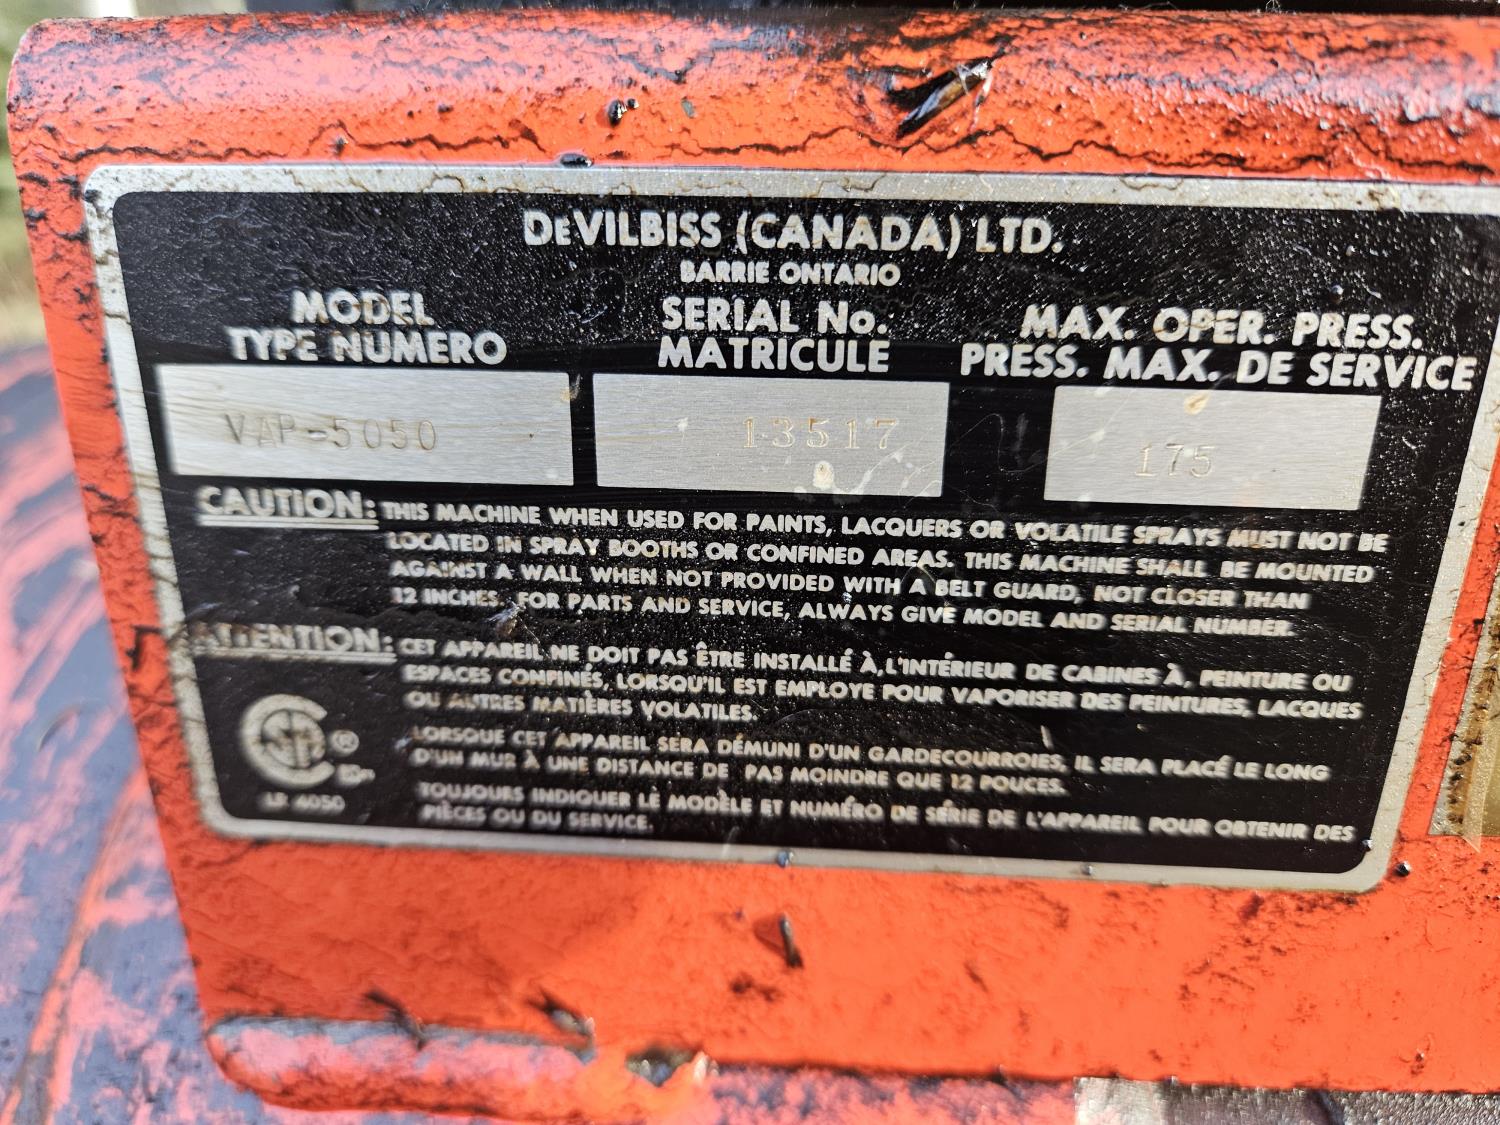 DeVILBISS (CANADA) LTD.
BARRIE ONTARIO
MODEL
TYPE NUMERO
SERIAL No.
MATRICULE
MAX. OPER. PRESS.
PRESS. MAX. DE SERVICE
VAP-5050
13517
175
CAUTION: THIS MACHINE WHEN USED FOR PAINTS, LACQUERS OR VOLATILE SPRAYS MUST NOT BE
LOCATED IN SPRAY BOOTHS OR CONFINED AREAS. THIS MACHINE SHALL BE MOUNTED
AGAINST A WALL WHEN NOT PROVIDED WITH A BELT GUARD, NOT CLOSER THAN
12 INCHES. FOR PARTS AND SERVICE, ALWAYS GIVE MODEL AND SERIAL NUMBER.
ATTENTION: CET APPAREIL NE DOIT PAS ÊTRE INSTALLÉ À L'INTÉRIEUR DE CABINES À PEINTURE OU
ESPACES CONFINÉS, LORSQU'IL EST EMPLOYE POUR VAPORISER DES PEINTURES, LACQUES
OU AUTRES MATIÈRES VOLATILES.
LORSQUE CET APPAREIL SERA DÉMUNI D'UN GARDECOURROIES, IL SERA PLACÉ LE LONG
D'UN MUR À UNE DISTANCE DE PAS MOINDRE QUE 12 POUCES.
TOUJOURS INDIQUER LE MODÈLE ET NUMÉRO DE SÉRIE DE L'APPAREIL POUR OBTENIR DES
PIÈCES OU DU SERVICE.
CSA ®
LR 4050